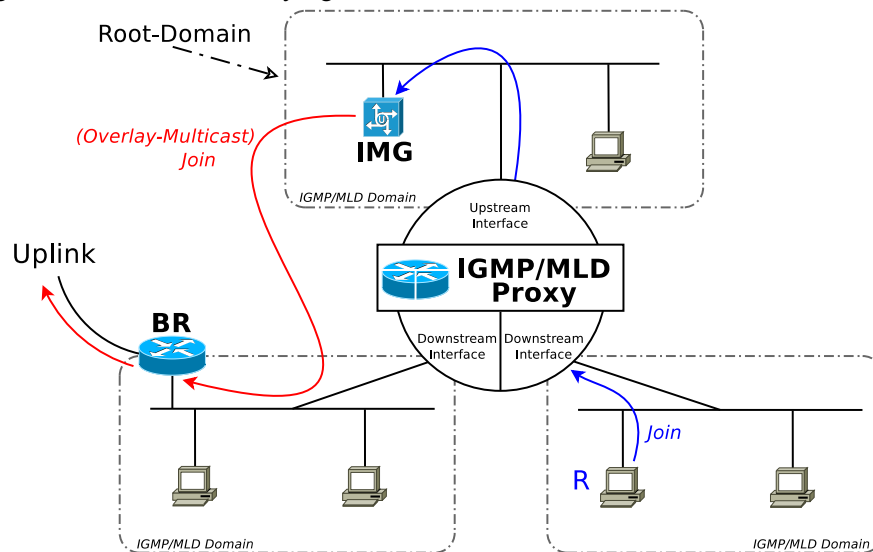 Root-Domain
(Overlay-Multicast)
Join
IMG
IGMP/MLD Domain
Upstream
Interface
IGMP/MLD
Proxy
Uplink
BR
Downstream
Interface
Downstream
Interface
Join
R
IGMP/MLD Domain
IGMP/MLD Domain